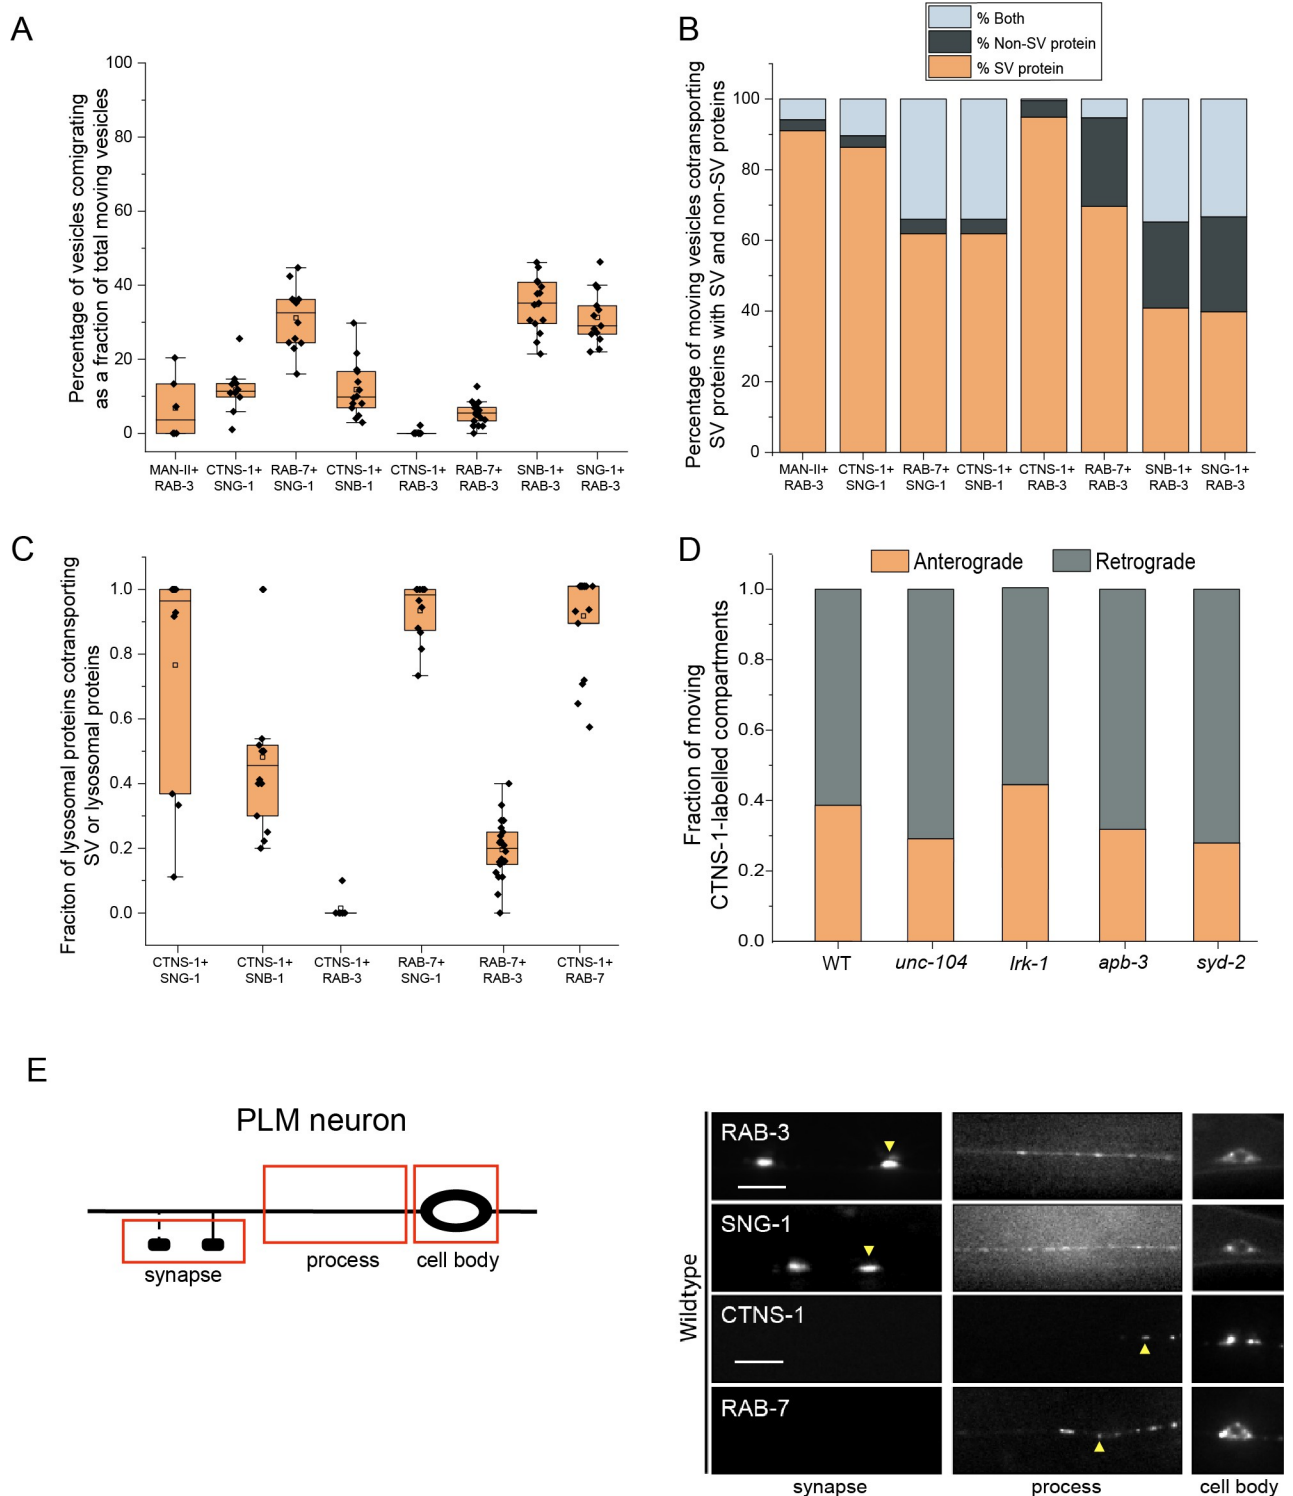 A
Percentage of vesicles comigrating
as a fraction of total moving vesicles
100
80
60
40
20
0
MAN-II+ CTNS-1+ RAB-7+ CTNS-1+ CTNS-1+ RAB-7+ SNB-1+ SNG-1+
RAB-3 SNG-1 SNG-1 SNB-1 RAB-3 RAB-3 RAB-3 RAB-3
B
% Both
% Non-SV protein
% SV protein
Percentage of moving vesicles cotransporting
SV proteins with SV and non-SV proteins
100
80
60
40
20
0
MAN-II+ CTNS-1+ RAB-7+ CTNS-1+ CTNS-1+ RAB-7+ SNB-1+ SNG-1+
RAB-3 SNG-1 SNG-1 SNB-1 RAB-3 RAB-3 RAB-3 RAB-3
C
Fraciton of lysosomal proteins cotransporting
SV or lysosomal proteins
1.0
0.8
0.6
0.4
0.2
0.0
CTNS-1+ CTNS-1+ CTNS-1+ RAB-7+ RAB-7+ CTNS-1+
SNG-1 SNB-1 RAB-3 SNG-1 RAB-3 RAB-7
D
Anterograde Retrograde
Fraction of moving
CTNS-1-labelled compartments
1.0
0.8
0.6
0.4
0.2
0.0
WT unc-104 lrk-1 apb-3 syd-2
E
PLM neuron
synapse
process
cell body
Wildtype
RAB-3
SNG-1
CTNS-1
RAB-7
synapse process cell body